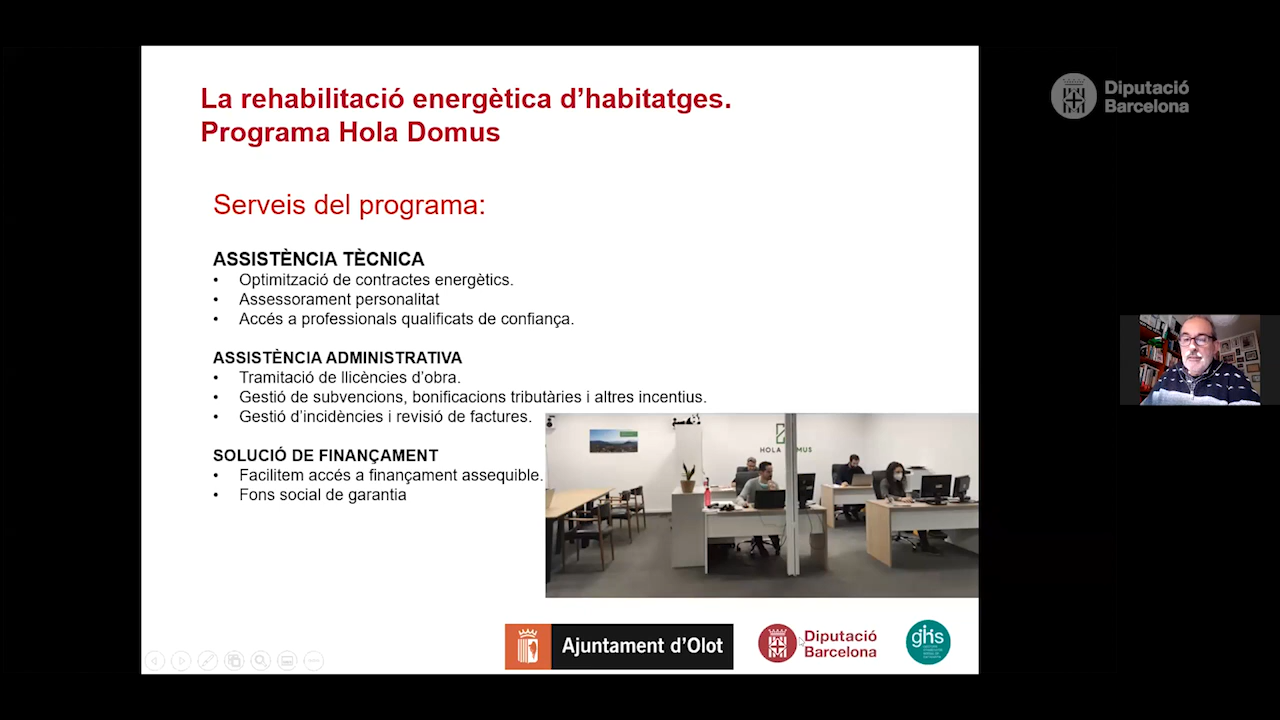 La rehabilitació energètica d’habitatges.
Programa Hola Domus
Diputació
Barcelona
Serveis del programa:
ASSISTÈNCIA TÈCNICA
• Optimització de contractes energètics.
• Assessorament personalitat
• Accés a professionals qualificats de confiança.
ASSISTÈNCIA ADMINISTRATIVA
• Tramitació de llicències d’obra.
• Gestió de subvencions, bonificacions tributàries i altres incentius.
• Gestió d’incidències i revisió de factures.
SOLUCIÓ DE FINANÇAMENT
• Facilitem accés a finançament assequible.
• Fons social de garantia
HOLA
Ajuntament d’Olot
Diputació
Barcelona
ghs